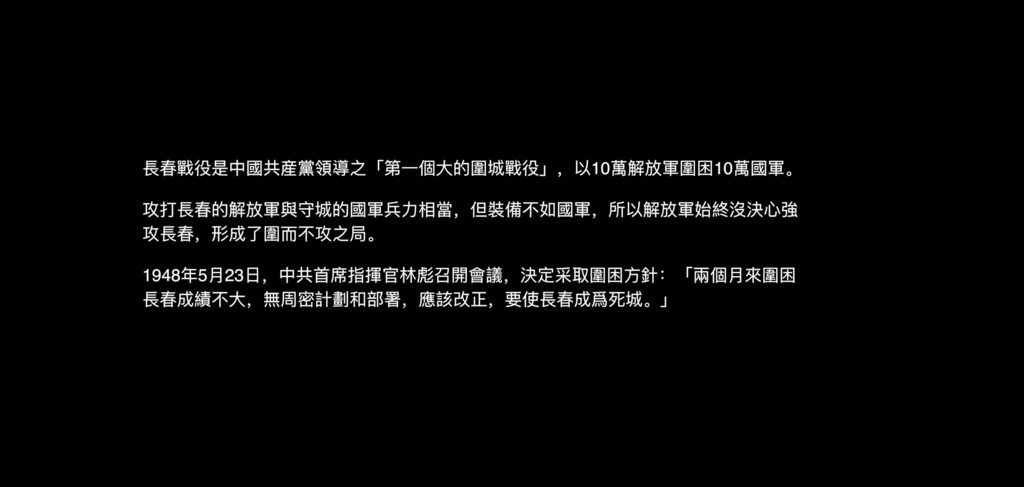 長春戰役是中國共産黨領導之「第一個大的圍城戰役」，以10萬解放軍圍困10萬國軍。
攻打長春的解放軍與守城的國軍兵力相當，但裝備不如國軍，所以解放軍始終沒決心強
攻長春，形成了圍而不攻之局。
1948年5月23日，中共首席指揮官林彪召開會議，決定采取圍困方針：「兩個月來圍困
長春成績不大，無周密計劃和部署，應該改正，要使長春成爲死城。」